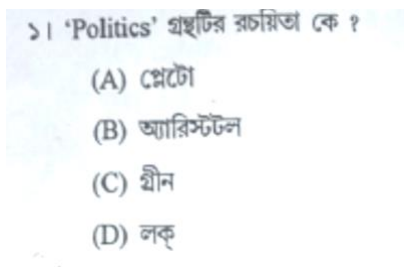 ১। 'Politics' গ্রন্থটির রচয়িতা কে ?
(A) প্লেটো
(B) অ্যারিস্টটল
(C) গ্রীন
(D) লক্